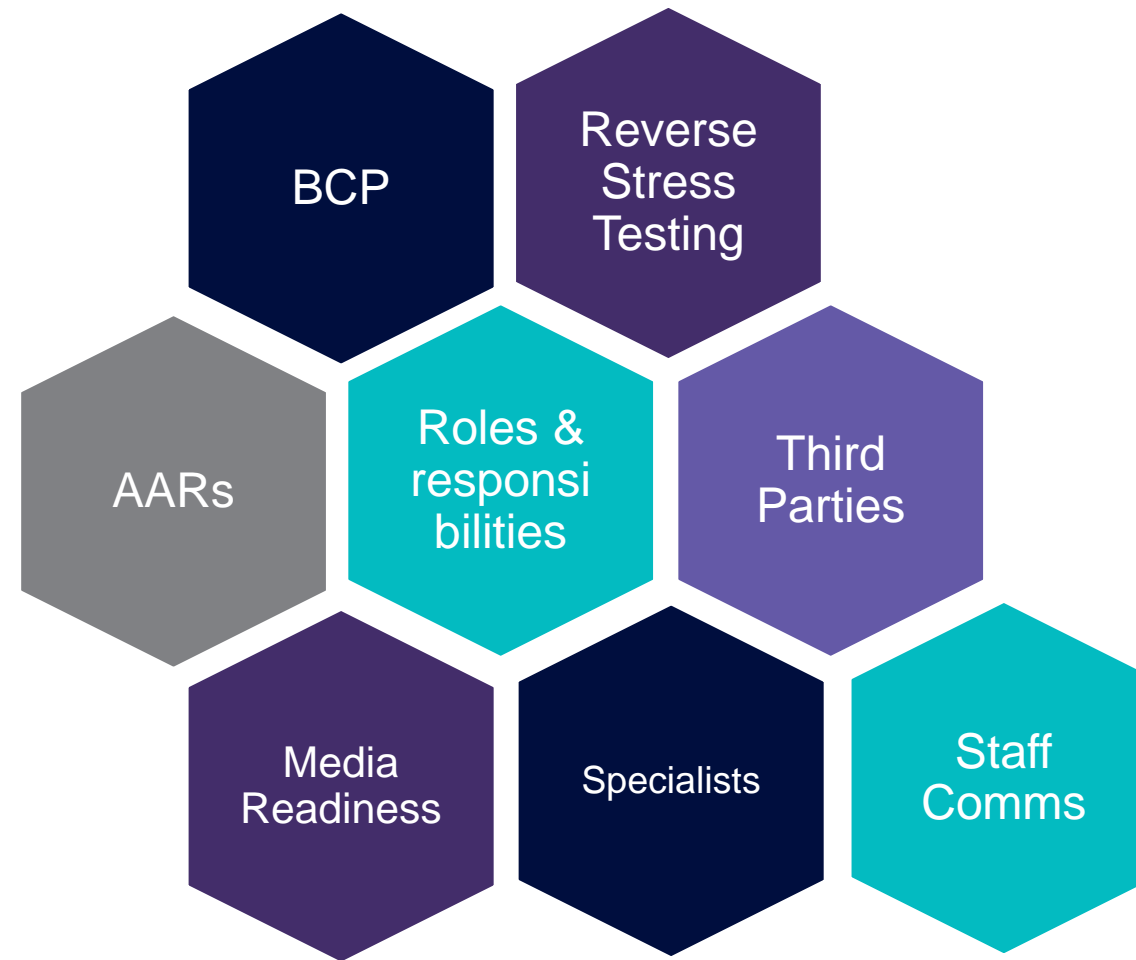 BCP
Reverse
Stress
Testing
AARs
Roles &
responsi
bilities
Third
Parties
Media
Readiness
Specialists
Staff
Comms